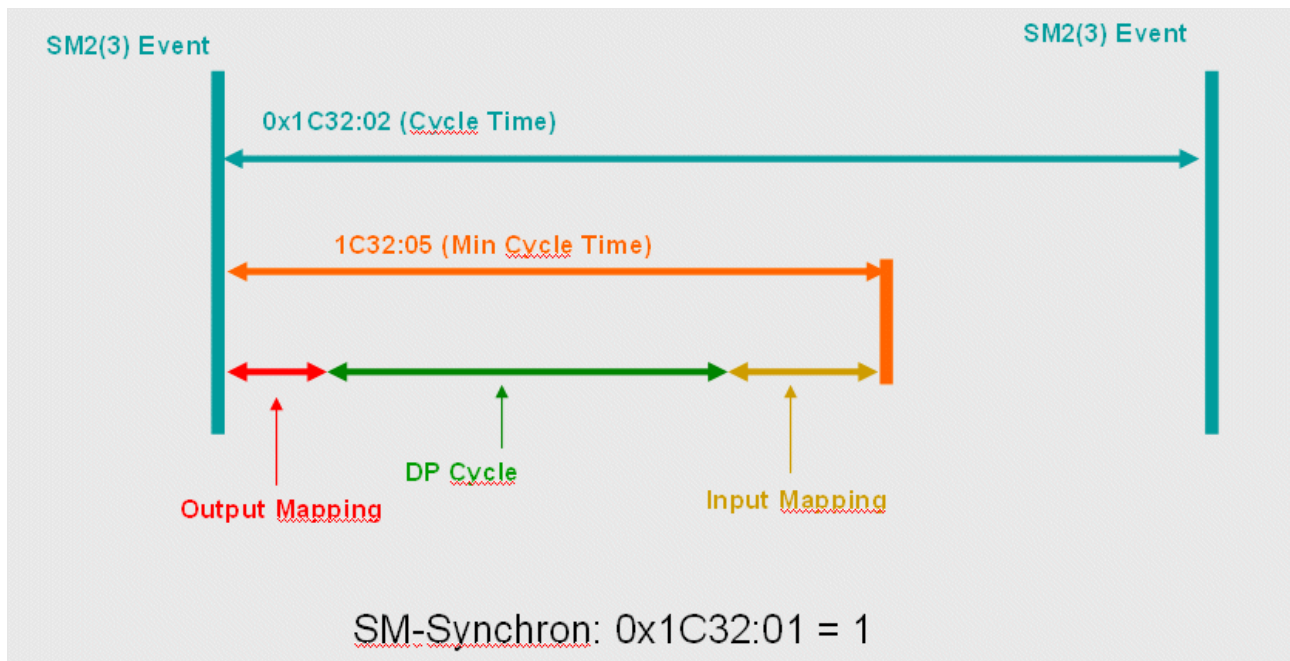 SM2(3) Event
SM2(3) Event
0x1C32:02 (Cycle Time)
1C32:05 (Min Cycle Time)
DP Cycle
Output Mapping
Input Mapping
SM-Synchron: 0x1C32:01 = 1